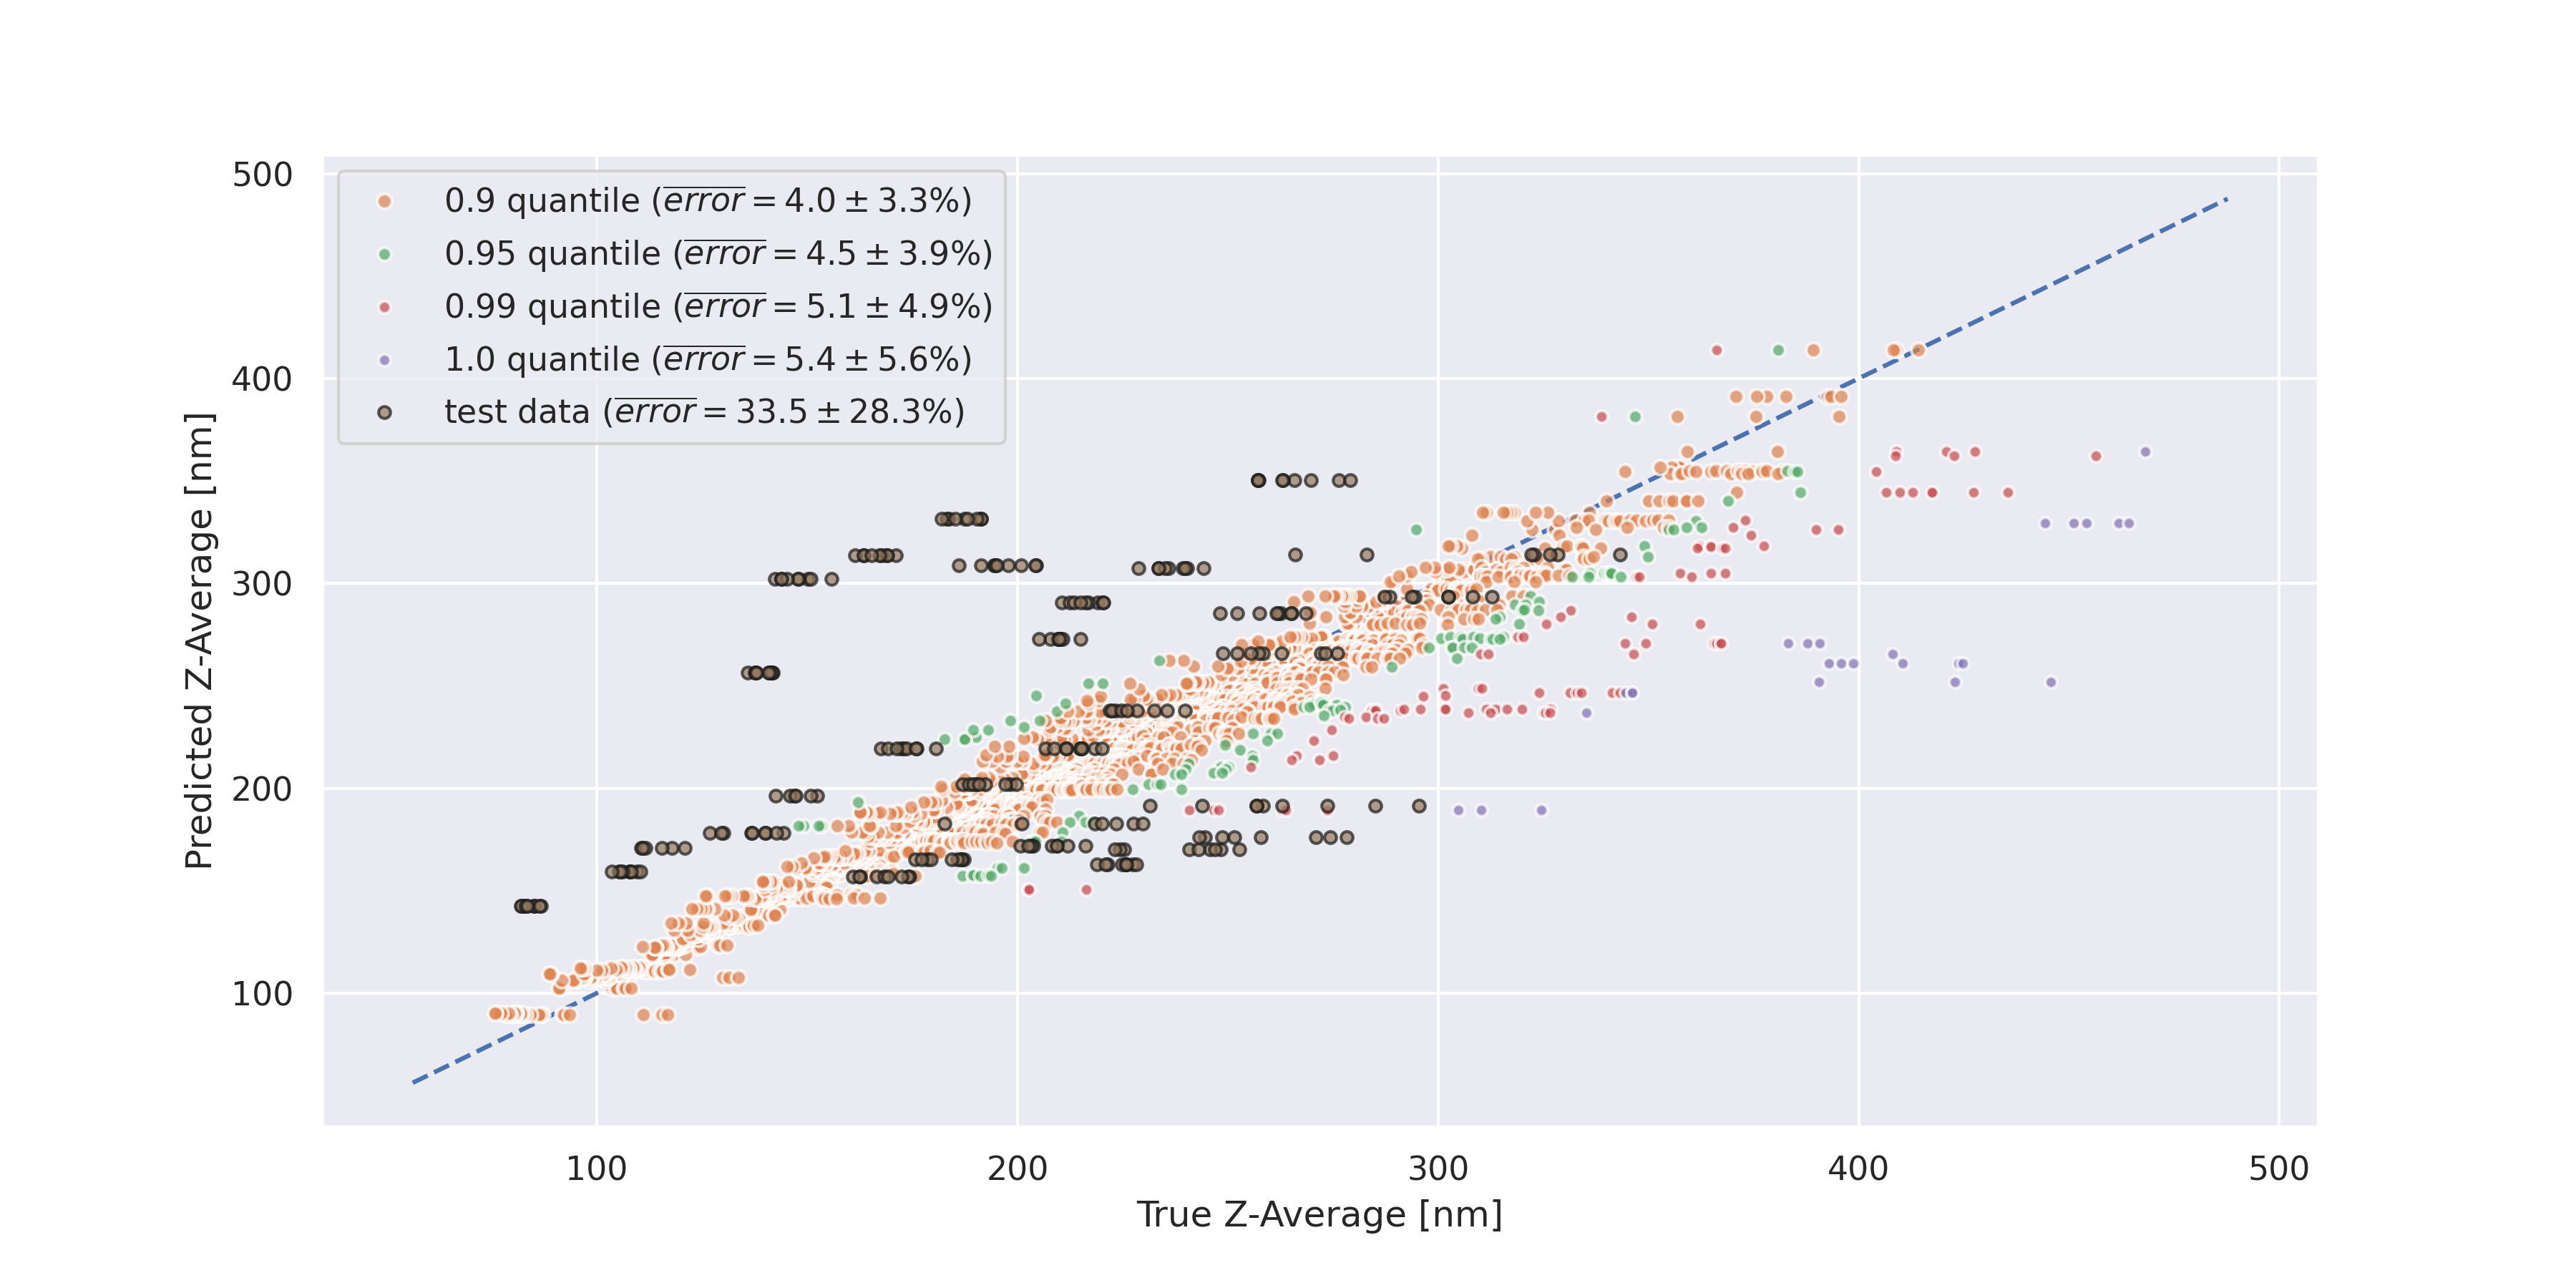 0.9 quantile (error = 4.0 ± 3.3%)
0.95 quantile (error = 4.5 ± 3.9%)
0.99 quantile (error = 5.1 ± 4.9%)
1.0 quantile (error = 5.4 ± 5.6%)
test data (error = 33.5 ± 28.3%)
500
400
300
200
100
Predicted Z-Average [nm]
100 200 300 400 500
True Z-Average [nm]